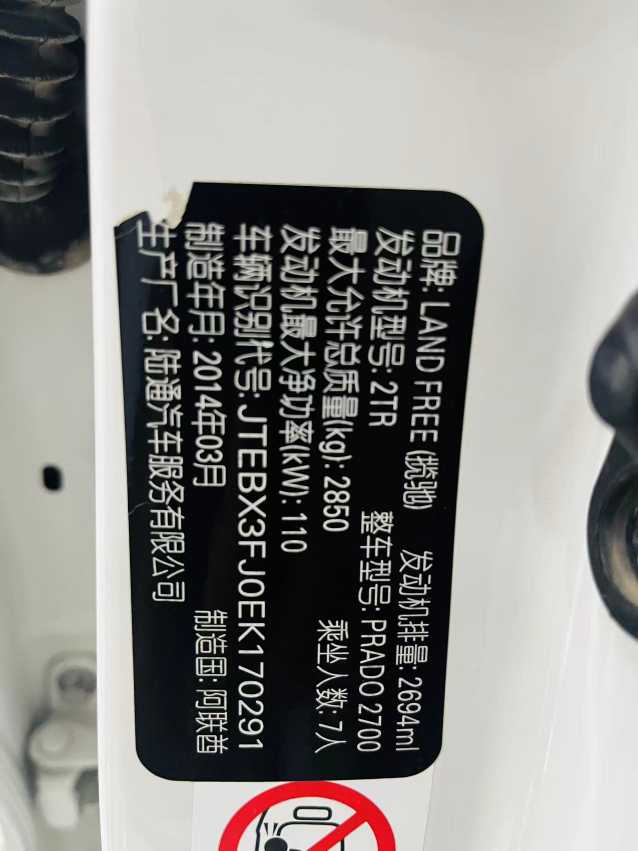 品牌: LAND FREE (揽驰) 发动机排量: 2694ml
发动机型号: 2TR 整车型号: PRADO 2700
最大允许总质量(kg): 2850 乘坐人数: 7人
发动机最大净功率(kW): 110
车辆识别代号: JTEBX3FJ0EK170291
制造年月: 2014年03月 制造国: 阿联酋
生产厂名: 陆通汽车服务有限公司